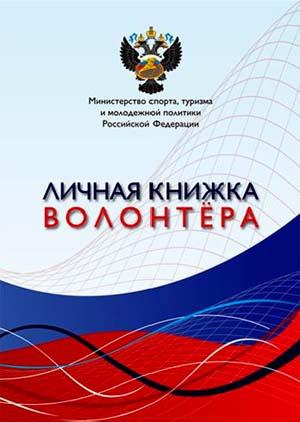 Министерство спорта, туризма
и молодежной политики
Российской Федерации
ЛИЧНАЯ КНИЖКА
ВОЛОНТЁРА